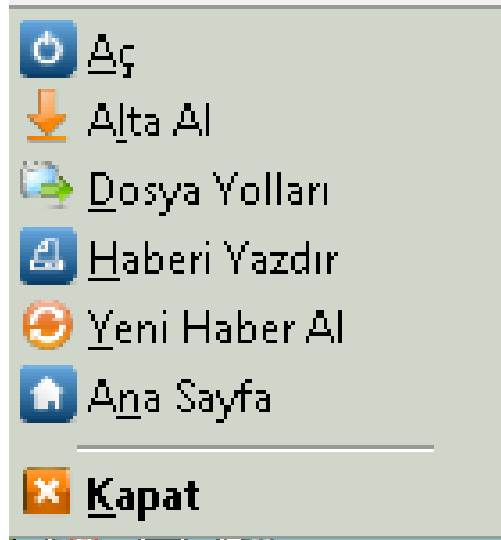 Aç
Alta Al
Dosya Yolları
Haberi Yazdır
Yeni Haber Al
Ana Sayfa
Kapat